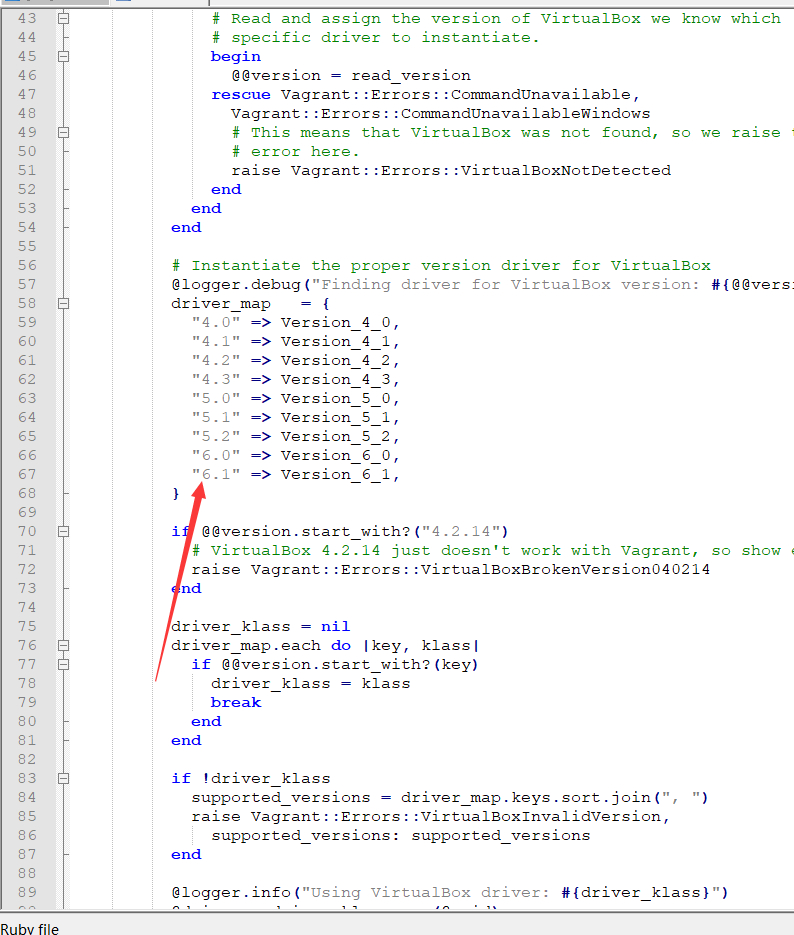 43 # Read and assign the version of VirtualBox we know which
44 # specific driver to instantiate.
45 begin
46 @@version = read_version
47 rescue Vagrant::Errors::CommandUnavailable,
48 Vagrant::Errors::CommandUnavailableWindows
49 # This means that VirtualBox was not found, so we raise
50 # error here.
51 raise Vagrant::Errors::VirtualBoxNotDetected
52 end
53 end
54 end
55
56 # Instantiate the proper version driver for VirtualBox
57 @logger.debug("Finding driver for VirtualBox version: #{@@versi
58 driver_map = {
59 "4.0" => Version_4_0,
60 "4.1" => Version_4_1,
61 "4.2" => Version_4_2,
62 "4.3" => Version_4_3,
63 "5.0" => Version_5_0,
64 "5.1" => Version_5_1,
65 "5.2" => Version_5_2,
66 "6.0" => Version_6_0,
67 "6.1" => Version_6_1,
68 }
69
70 if @@version.start_with?("4.2.14")
71 # VirtualBox 4.2.14 just doesn't work with Vagrant, so show
72 raise Vagrant::Errors::VirtualBoxBrokenVersion040214
73 end
74
75 driver_klass = nil
76 driver_map.each do |key, klass|
77 if @@version.start_with?(key)
78 driver_klass = klass
79 break
80 end
81 end
82
83 if !driver_klass
84 supported_versions = driver_map.keys.sort.join(", ")
85 raise Vagrant::Errors::VirtualBoxInvalidVersion,
86 supported_versions: supported_versions
87 end
88
89 @logger.info("Using VirtualBox driver: #{driver_klass}")
Ruby file